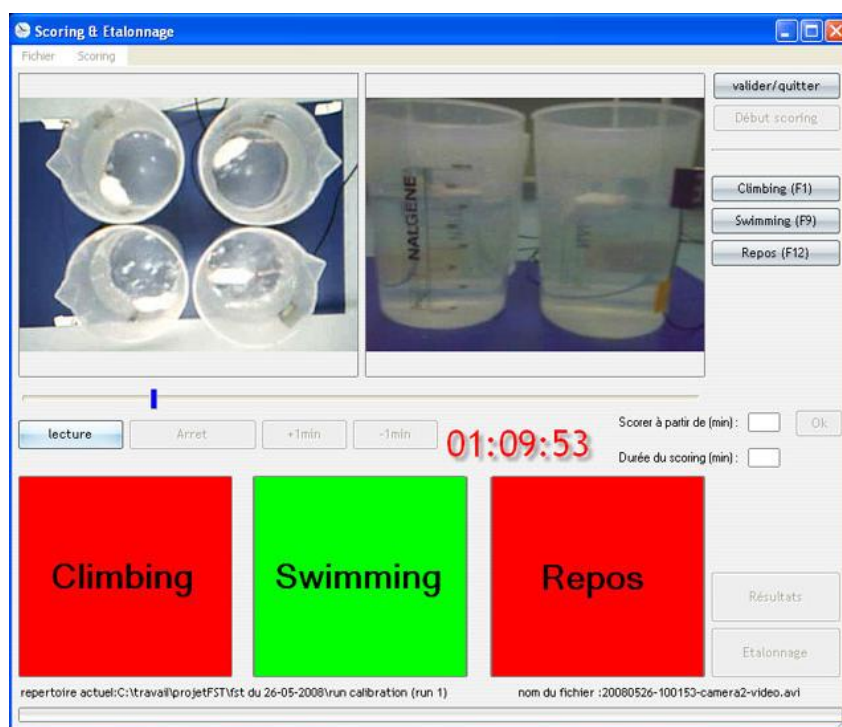 Scoring & Etalonnage
Fichier Scoring
valider/quitter
Début scoring
Climbing (F1)
Swimming (F9)
Repos (F12)
NALGENE
lecture
Arret
+1min
-1min
01:09:53
Scorer à partir de (min) :
Ok
Durée du scoring (min) :
Climbing
Swimming
Repos
Résultats
Etalonnage
repertoire actuel:C:\travail\projetFST\fst du 26-05-2008\run calibration (run 1)
nom du fichier :20080526-100153-camera2-video.avi